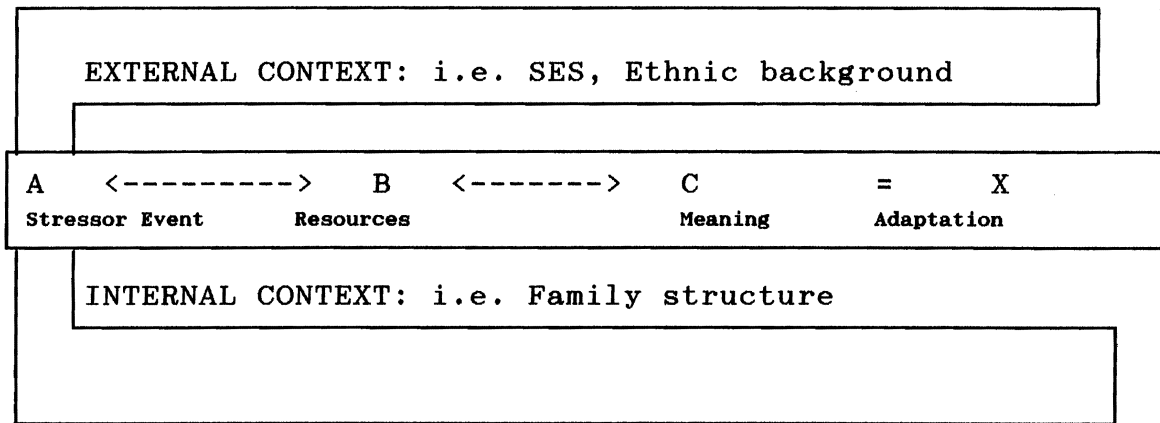 EXTERNAL CONTEXT: i.e. SES, Ethnic background
A <---------> B <-------> C = X
Stressor Event Resources Meaning Adaptation
INTERNAL CONTEXT: i.e. Family structure